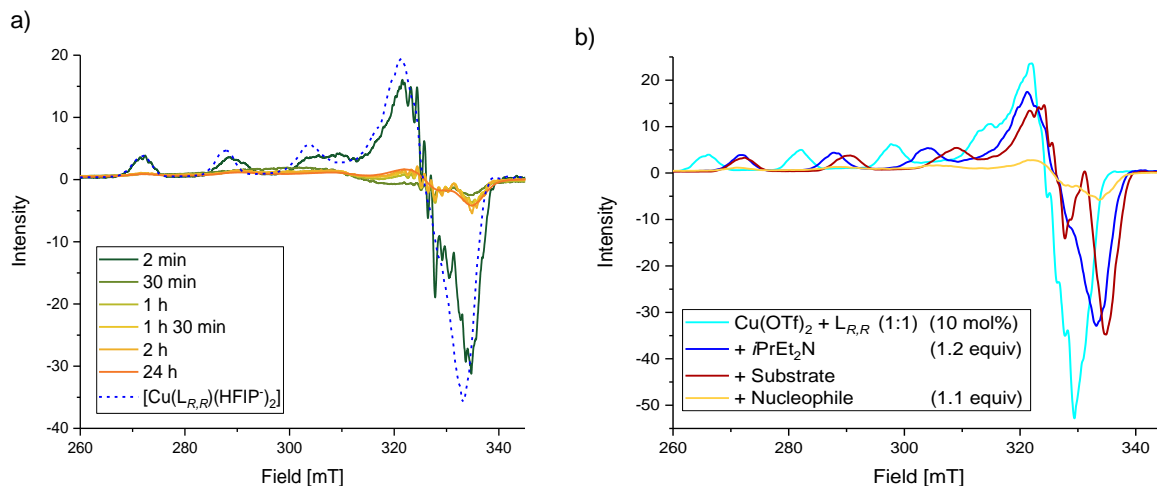 a)
20
10
0
-10
-20
-30
-40
Intensity
2 min
30 min
1 h
1 h 30 min
2 h
24 h
[Cu(L_{R,R})(HFIP⁻)₂]
260 280 300 320 340
Field [mT]
b)
20
10
0
-10
-20
-30
-40
-50
Intensity
Cu(OTf)₂ + L_{R,R} (1:1) (10 mol%)
+ iPrEt₂N (1.2 equiv)
+ Substrate
+ Nucleophile (1.1 equiv)
260 280 300 320 340
Field [mT]